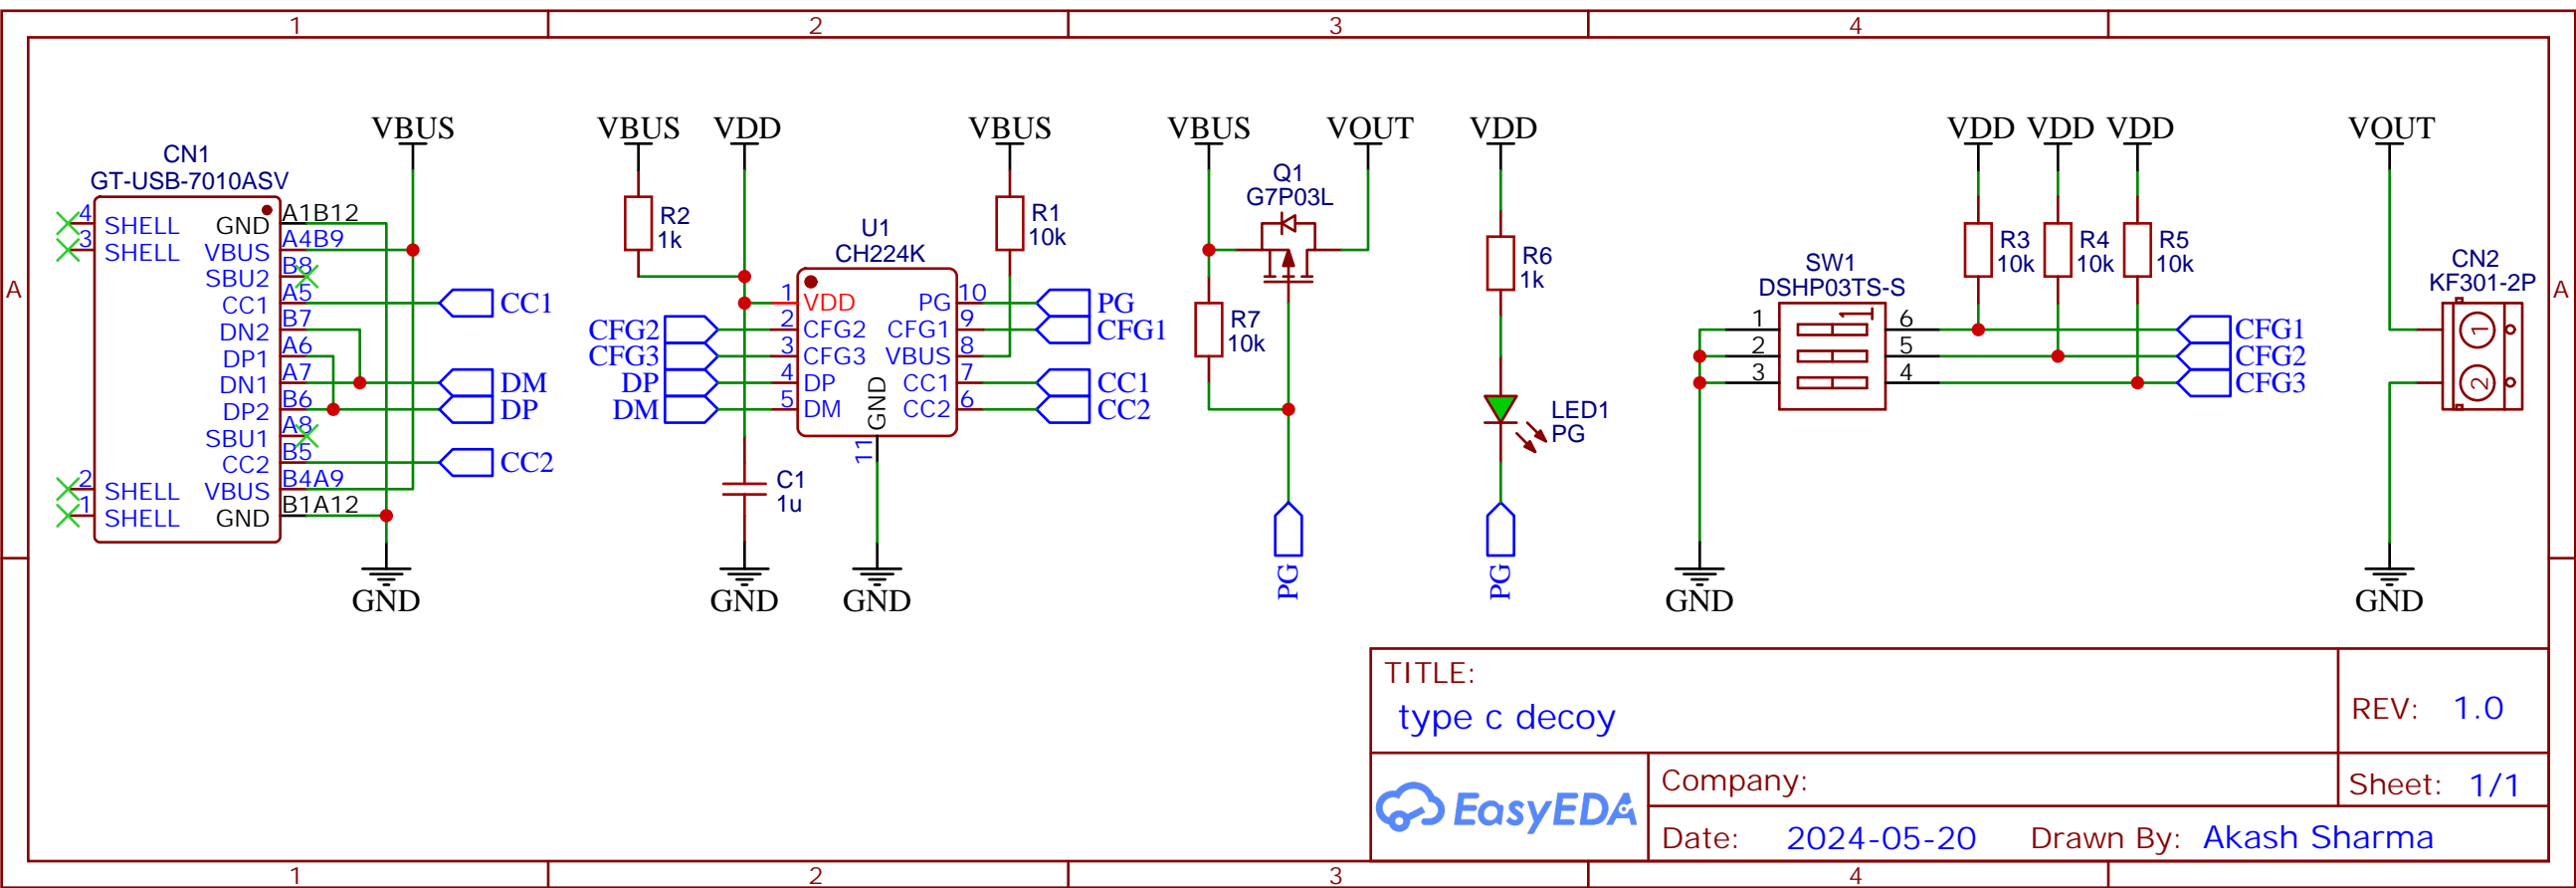 1 2 3 4
A
A
VBUS
CN1
GT-USB-7010ASV
4 SHELL GND A1B12
3 SHELL VBUS A4B9
SBU2 B8
CC1 A5 CC1
DN2 B7
DP1 A6
DN1 A7 DM
DP2 B6 DP
SBU1 A8
CC2 B5 CC2
2 SHELL VBUS B4A9
1 SHELL GND B1A12
GND
VBUS VDD VBUS
R2
1k
R1
10k
U1
CH224K
1 VDD PG 10 PG
CFG2 2 CFG2 CFG1 9 CFG1
CFG3 3 CFG3 VBUS 8
DP 4 DP CC1 7 CC1
DM 5 DM CC2 6 CC2
GND
11
C1
1u
GND GND
VBUS VOUT
Q1
G7P03L
R7
10k
PG
VDD
R6
1k
LED1
PG
PG
VDD VDD VDD
R3
10k
R4
10k
R5
10k
SW1
DSHP03TS-S
1
1 6 CFG1
2 5 CFG2
3 4 CFG3
GND
VOUT
CN2
KF301-2P
1
2
GND
TITLE:
type c decoy
REV: 1.0
EasyEDA
Company:
Sheet: 1/1
Date: 2024-05-20 Drawn By: Akash Sharma
1 2 3 4